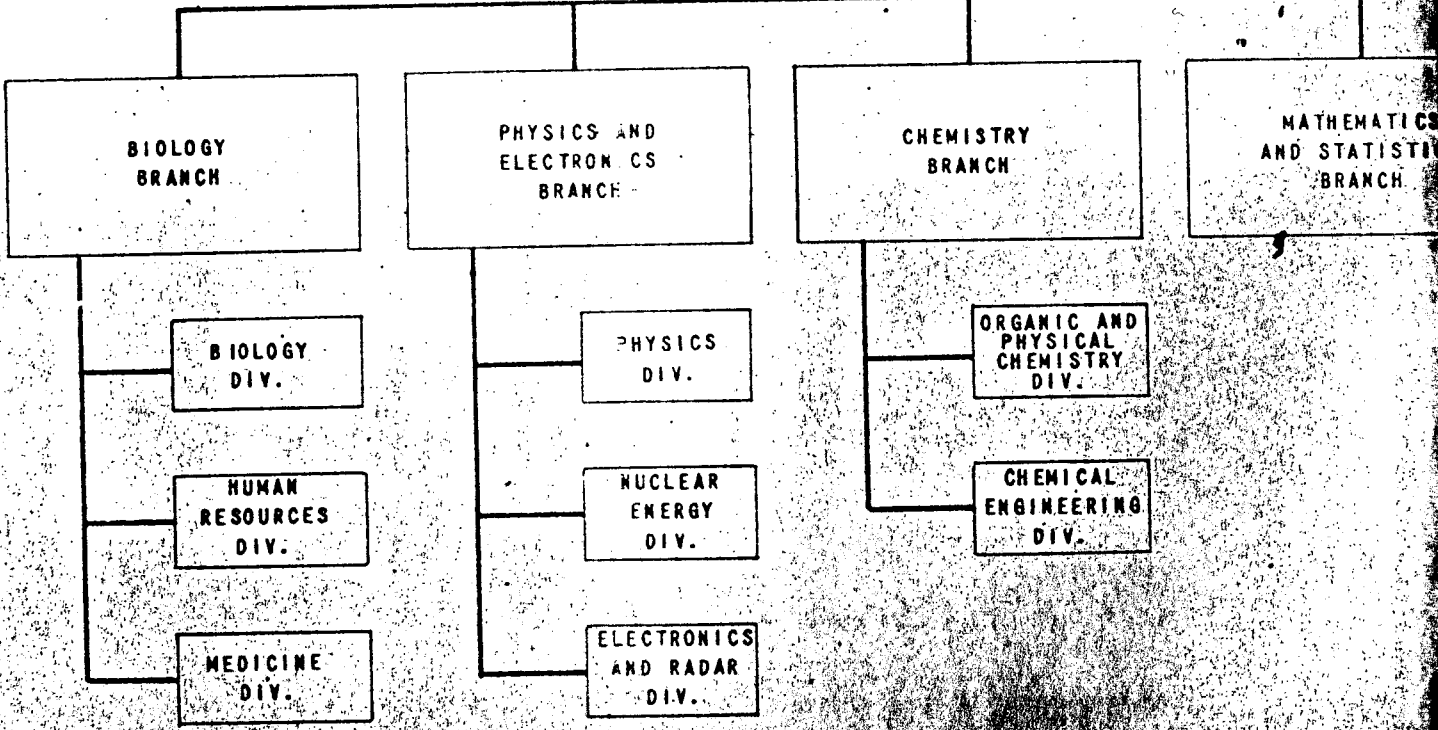 BIOLOGY
BRANCH
PHYSICS AND
ELECTRON CS
BRANCH
CHEMISTRY
BRANCH
MATHEMATICS
AND STATISTI
BRANCH
BIOLOGY
DIV.
HUMAN
RESOURCES
DIV.
MEDICINE
DIV.
PHYSICS
DIV.
NUCLEAR
ENERGY
DIV.
ELECTRONICS
AND RADAR
DIV.
ORGANIC AND
PHYSICAL
CHEMISTRY
DIV.
CHEMICAL
ENGINEERING
DIV.